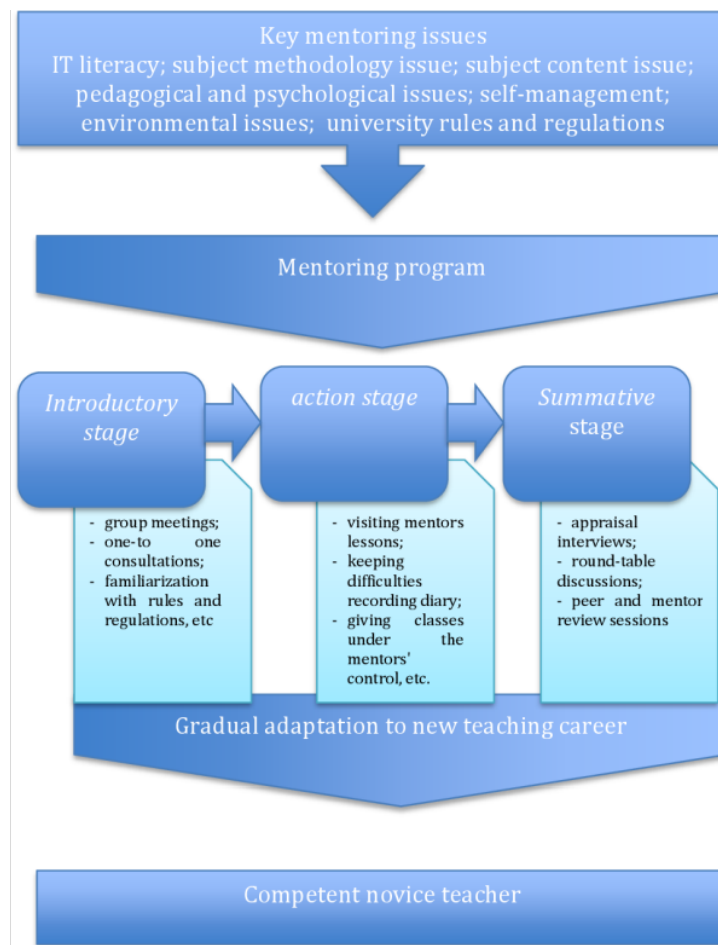 Key mentoring issues
IT literacy; subject methodology issue; subject content issue;
pedagogical and psychological issues; self-management;
environmental issues; university rules and regulations
Mentoring program
Introductory
stage
action stage
Summative
stage
- group meetings;
- one-to one
consultations;
- familiarization
with rules and
regulations, etc
- visiting mentors
lessons;
- keeping
difficulties
recording diary;
- giving classes
under the
mentors'
control, etc.
- appraisal
interviews;
- round-table
discussions;
- peer and mentor
review sessions
Gradual adaptation to new teaching career
Competent novice teacher